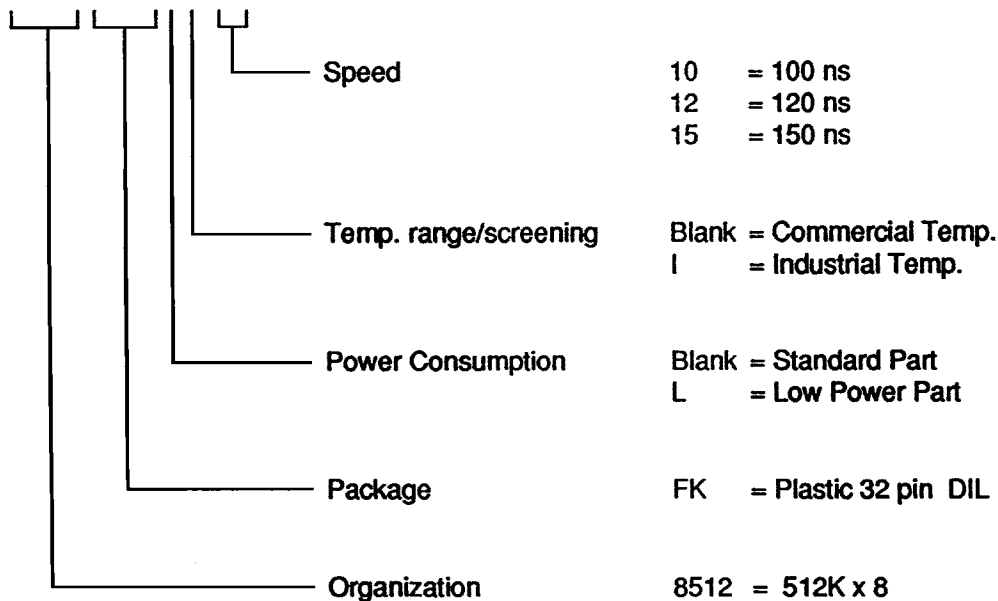 Speed 10 = 100 ns
12 = 120 ns
15 = 150 ns
Temp. range/screening Blank = Commercial Temp.
I = Industrial Temp.
Power Consumption Blank = Standard Part
L = Low Power Part
Package FK = Plastic 32 pin DIL
Organization 8512 = 512K x 8